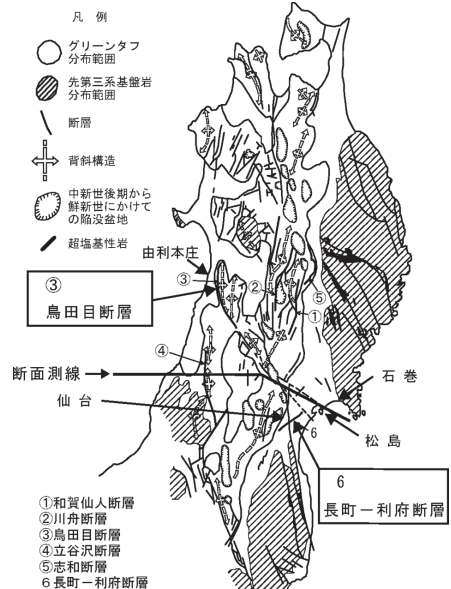 凡 例
グリーンタフ
分布範囲
先第三系基盤岩
分布範囲
断層
背斜構造
中新世後期から
鮮新世にかけて
の陥没盆地
超塩基性岩
由利本庄
③
鳥田目断層
③
②
⑤
①
④
断面測線
石巻
仙台
松島
6
6
長町－利府断層
①和賀仙人断層
②川舟断層
③鳥田目断層
④立谷沢断層
⑤志和断層
6長町－利府断層